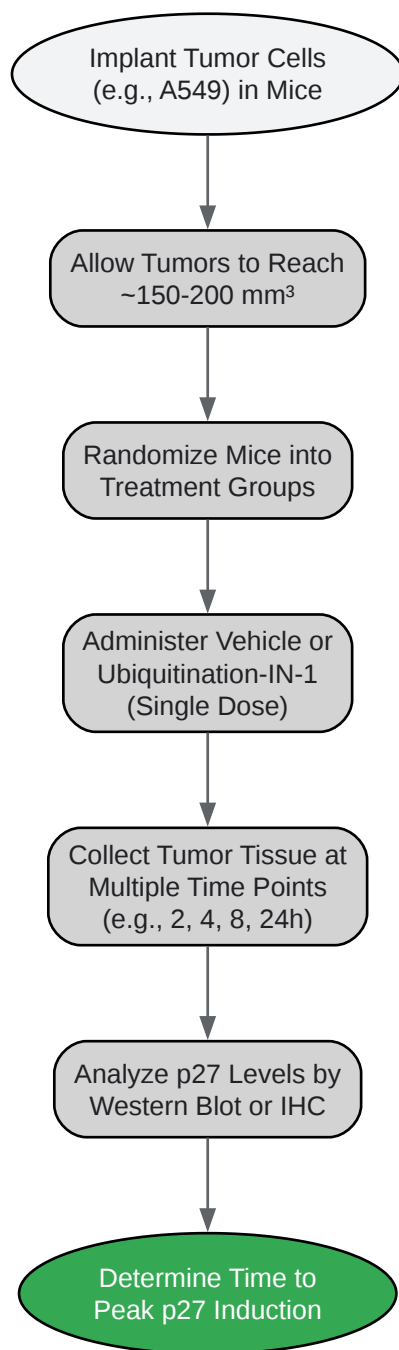 Implant Tumor Cells
(e.g., A549) in Mice
Allow Tumors to Reach
~150-200 mm³
Randomize Mice into
Treatment Groups
Administer Vehicle or
Ubiquitination-IN-1
(Single Dose)
Collect Tumor Tissue at
Multiple Time Points
(e.g., 2, 4, 8, 24h)
Analyze p27 Levels by
Western Blot or IHC
Determine Time to
Peak p27 Induction